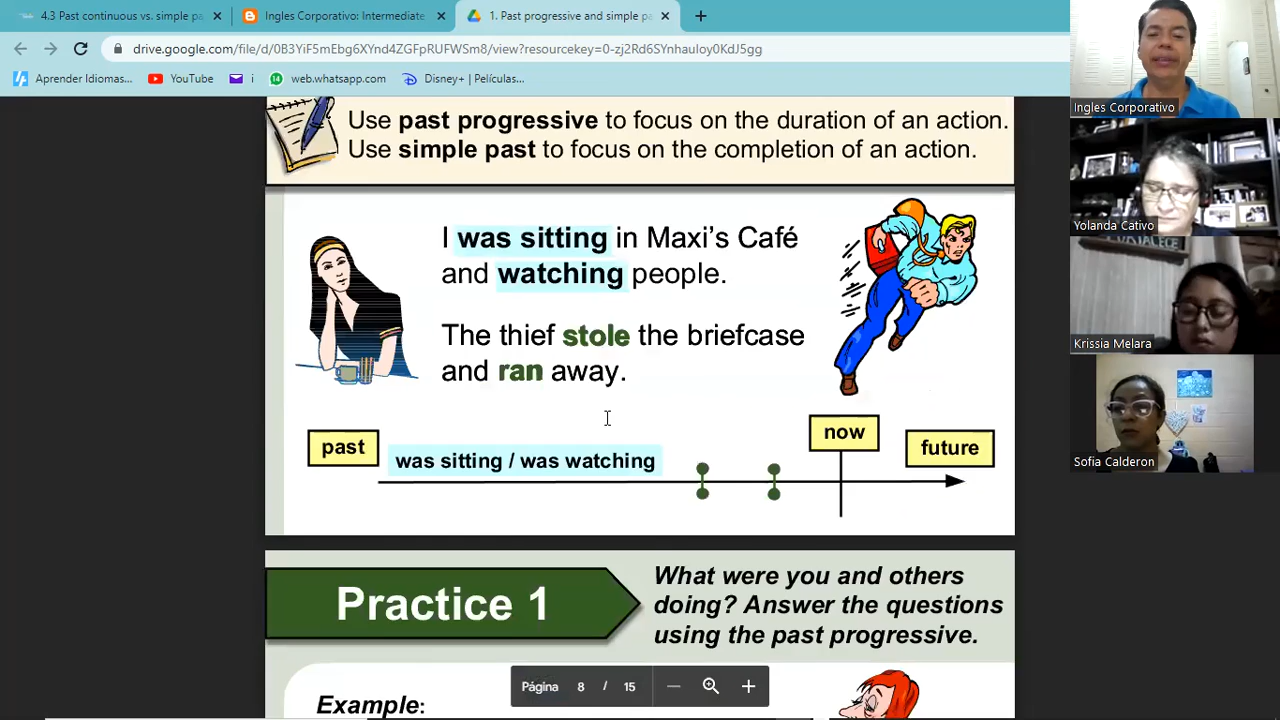 4.3 Past continuous vs. simple pa
Ingles Corporativo: Intermediate
1. Past progressive and simple pa
drive.google.com/file/d/0B3YiF5mEbg6XYnd4ZGFpRUFWSm8/view?resourcekey=0-zj2Rd6SYnhauloy0KdJ5gg
Aprender Idiomas...
YouTube
i
14
web.whatsapp.com
Disney+ | Películas,...
Use past progressive to focus on the duration of an action.
Use simple past to focus on the completion of an action.
I was sitting in Maxi's Café
and watching people.
The thief stole the briefcase
and ran away.
past
was sitting / was watching
now
future
Practice 1
What were you and others
doing? Answer the questions
using the past progressive.
Example:
Página 8 / 15
Ingles Corporativo
Yolanda Cativo
Krissia Melara
Sofia Calderon